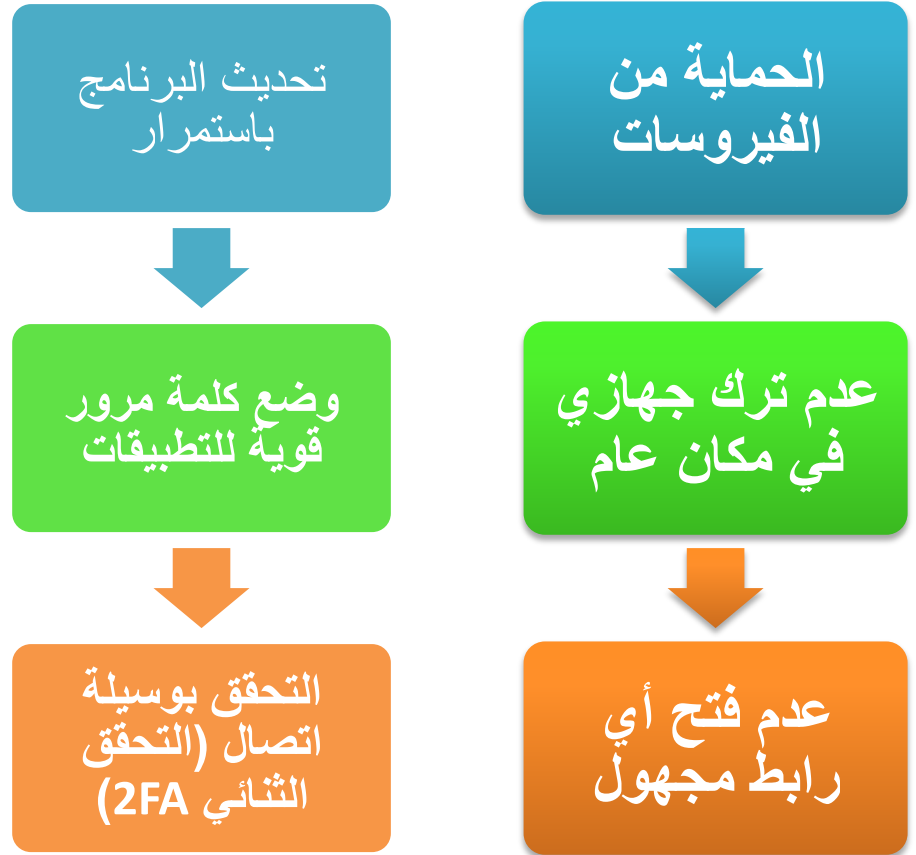 الحماية من
الفيروسات
عدم ترك جهازي
في مكان عام
عدم فتح أي
رابط مجهول
تحديث البرنامج
باستمرار
وضع كلمة مرور
قوية للتطبيقات
التحقق بوسيلة
اتصال (التحقق
الثنائي 2FA)